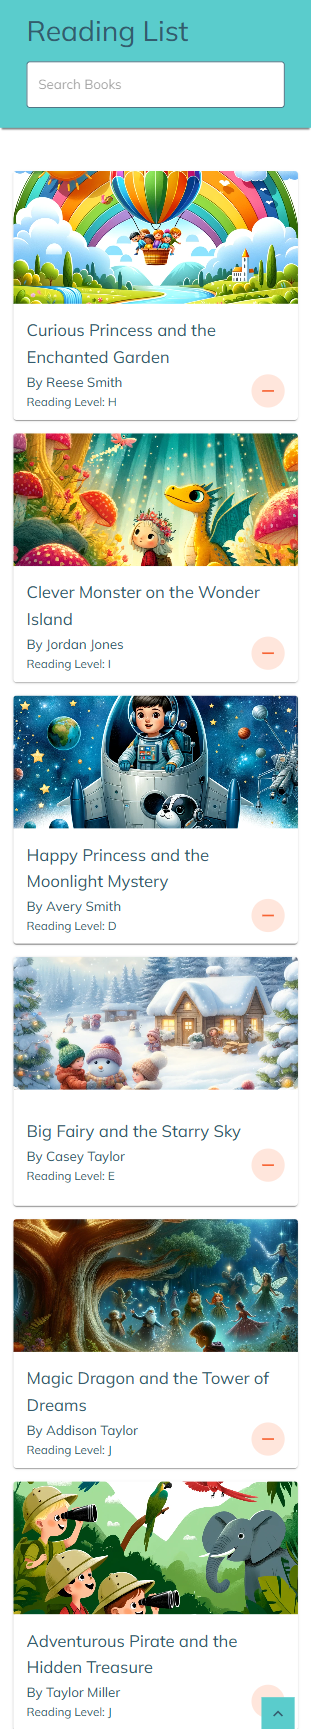 Reading List
Search Books
Curious Princess and the
Enchanted Garden
By Reese Smith
Reading Level: H
Clever Monster on the Wonder
Island
By Jordan Jones
Reading Level: I
Happy Princess and the
Moonlight Mystery
By Avery Smith
Reading Level: D
Big Fairy and the Starry Sky
By Casey Taylor
Reading Level: E
Magic Dragon and the Tower of
Dreams
By Addison Taylor
Reading Level: J
Adventurous Pirate and the
Hidden Treasure
By Taylor Miller
Reading Level: J